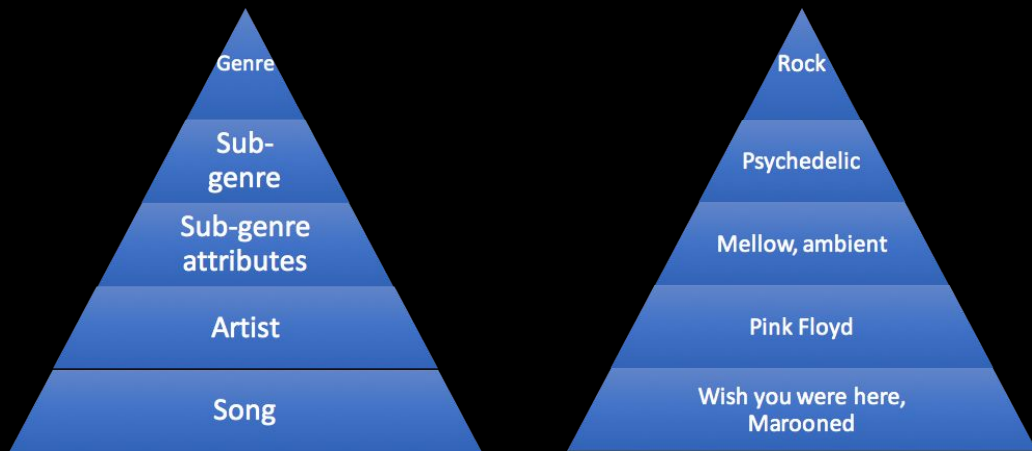 Genre
Sub-
genre
Sub-genre
attributes
Artist
Song
Rock
Psychedelic
Mellow, ambient
Pink Floyd
Wish you were here,
Marooned